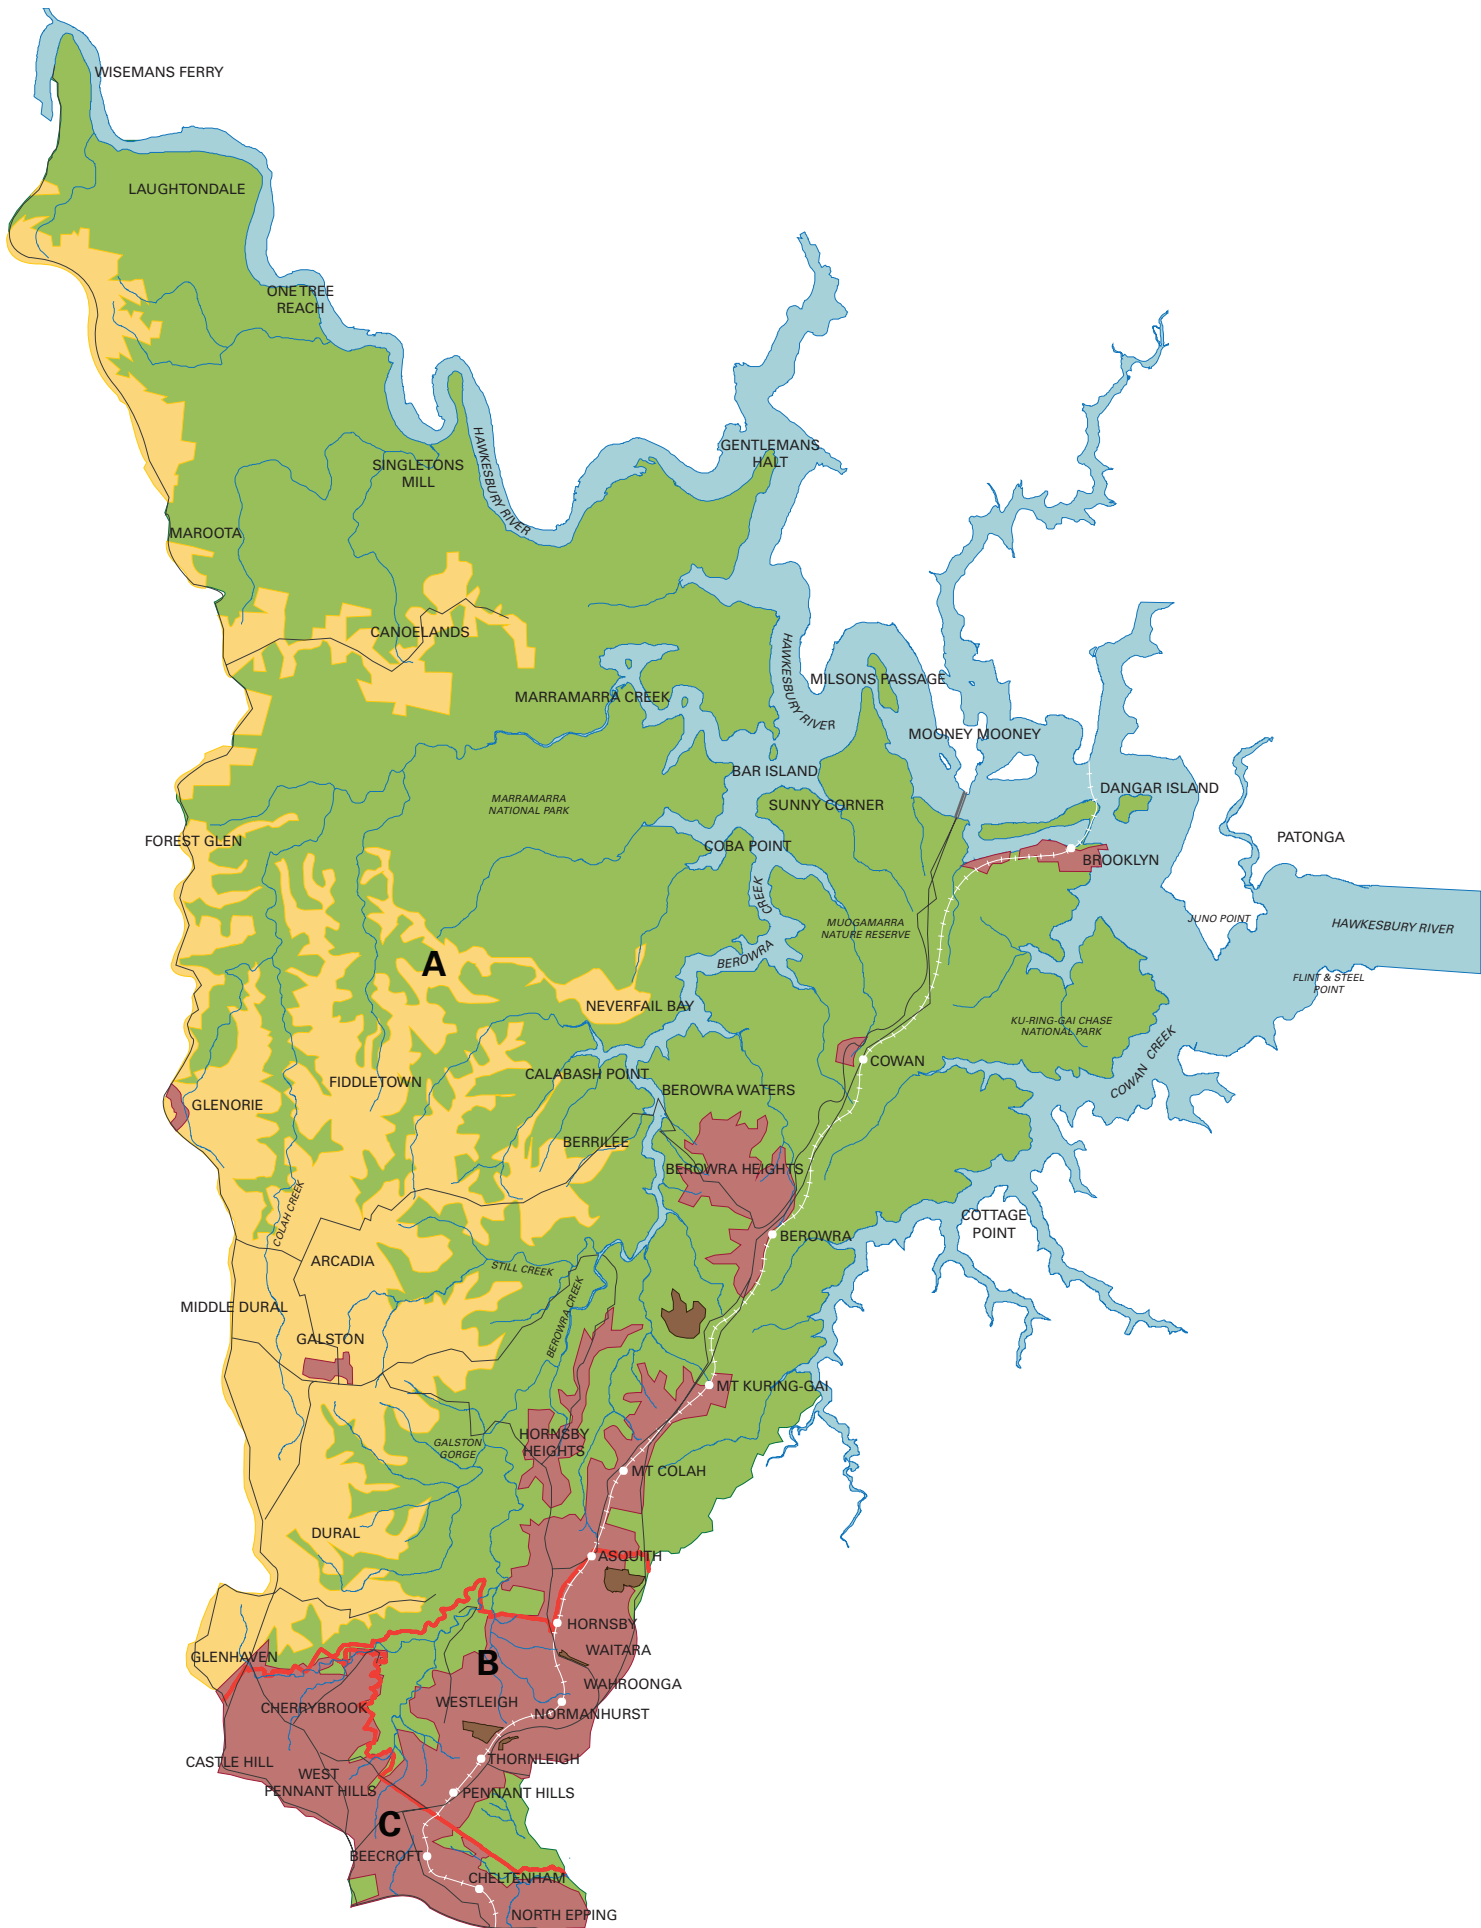 WISEMANS FERRY
LAUGHTONDALE
ONE TREE
REACH
HAWKESBURY RIVER
GENTLEMANS
HALT
SINGLETONS
MILL
MAROOTA
CANOELANDS
HAWKESBURY RIVER
MILSONS PASSAGE
MARRAMARRA CREEK
MOONEY MOONEY
BAR ISLAND
DANGAR ISLAND
MARRAMARRA
NATIONAL PARK
SUNNY CORNER
FOREST GLEN
COBA POINT
PATONGA
BROOKLYN
BEROWRA
CREEK
MUOGAMARRA
NATURE RESERVE
JUNO POINT
HAWKESBURY RIVER
A
FLINT & STEEL
POINT
NEVERFAIL BAY
KU-RING-GAI CHASE
NATIONAL PARK
COWAN CREEK
COWAN
FIDDLETOWN
CALABASH POINT
BEROWRA WATERS
GLENORIE
BERRILEE
BEROWRA HEIGHTS
COLAH CREEK
COTTAGE
POINT
BEROWRA
ARCADIA
STILL CREEK
BEROWRA CREEK
MIDDLE DURAL
GALSTON
MT KURING-GAI
GALSTON
GORGE
HORNSBY
HEIGHTS
MT COLAH
DURAL
ASQUITH
HORNSBY
WAITARA
GLENHAVEN
B
WAHROONGA
WESTLEIGH
CHERRYBROOK
NORMANHURST
CASTLE HILL
THORNLEIGH
WEST
PENNANT HILLS
PENNANT HILLS
C
BEECROFT
CHELTENHAM
NORTH EPPING